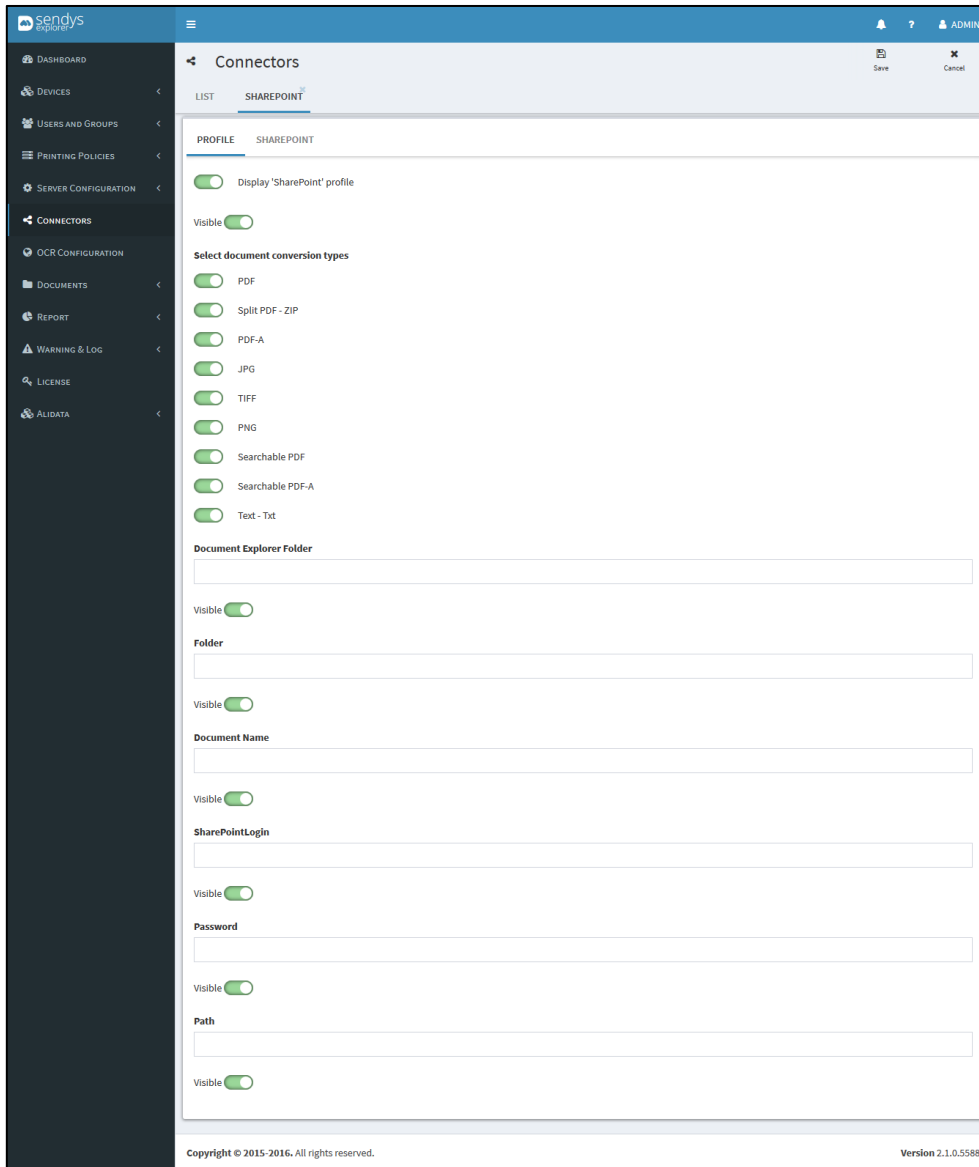 sendys
explorer
ADMIN
DASHBOARD
DEVICES
USERS AND GROUPS
PRINTING POLICIES
SERVER CONFIGURATION
CONNECTORS
OCR CONFIGURATION
DOCUMENTS
REPORT
WARNING & LOG
LICENSE
ALIDATA
Connectors
Save
Cancel
LIST
SHAREPOINT
PROFILE
SHAREPOINT
Display 'SharePoint' profile
Visible
Select document conversion types
PDF
Split PDF - ZIP
PDF-A
JPG
TIFF
PNG
Searchable PDF
Searchable PDF-A
Text - Txt
Document Explorer Folder
Visible
Folder
Visible
Document Name
Visible
SharePointLogin
Visible
Password
Visible
Path
Visible
Copyright © 2015-2016. All rights reserved.
Version 2.1.0.5588